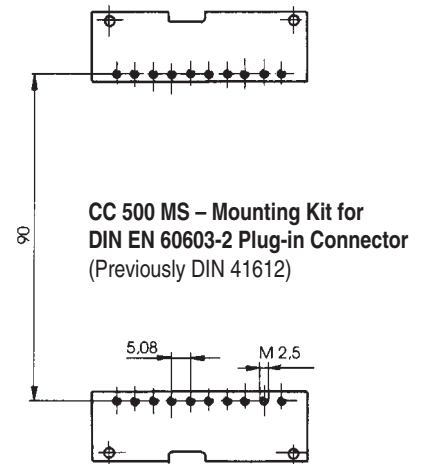 90
CC 500 MS – Mounting Kit for
DIN EN 60603-2 Plug-in Connector
(Previously DIN 41612)
5,08
M 2,5